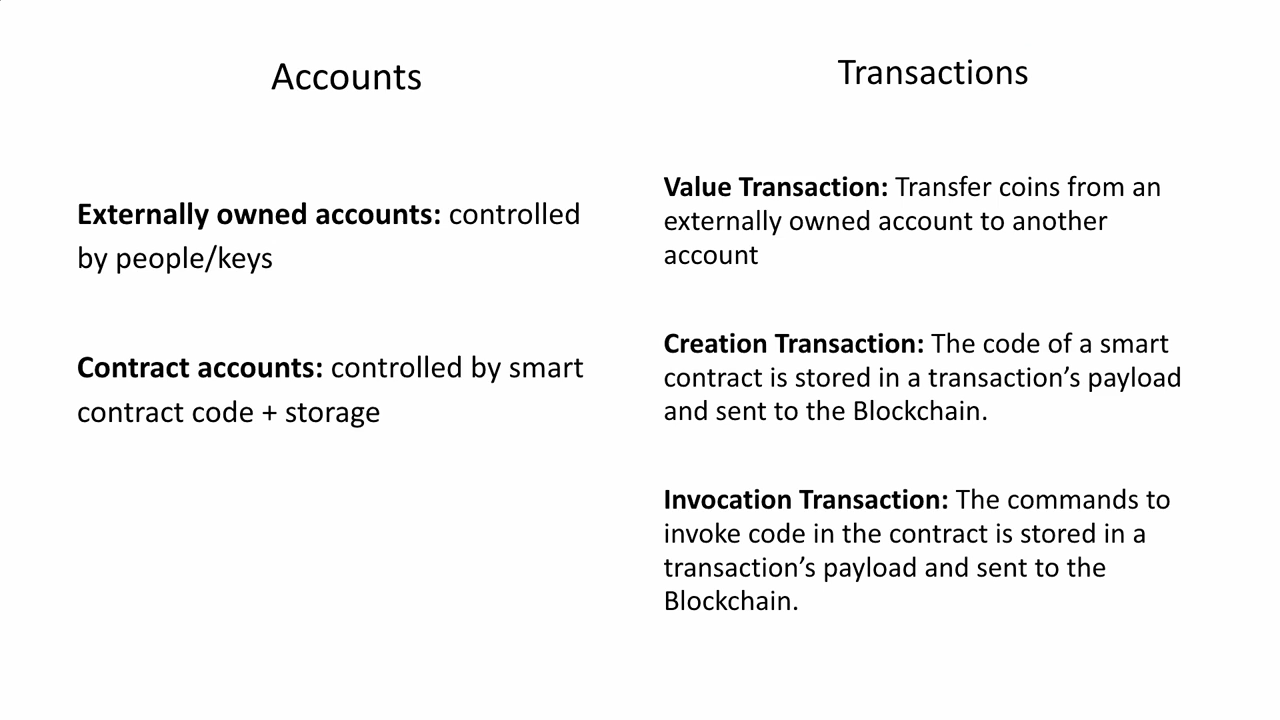 Accounts
Externally owned accounts: controlled
by people/keys
Contract accounts: controlled by smart
contract code + storage
Transactions
Value Transaction: Transfer coins from an
externally owned account to another
account
Creation Transaction: The code of a smart
contract is stored in a transaction’s payload
and sent to the Blockchain.
Invocation Transaction: The commands to
invoke code in the contract is stored in a
transaction’s payload and sent to the
Blockchain.